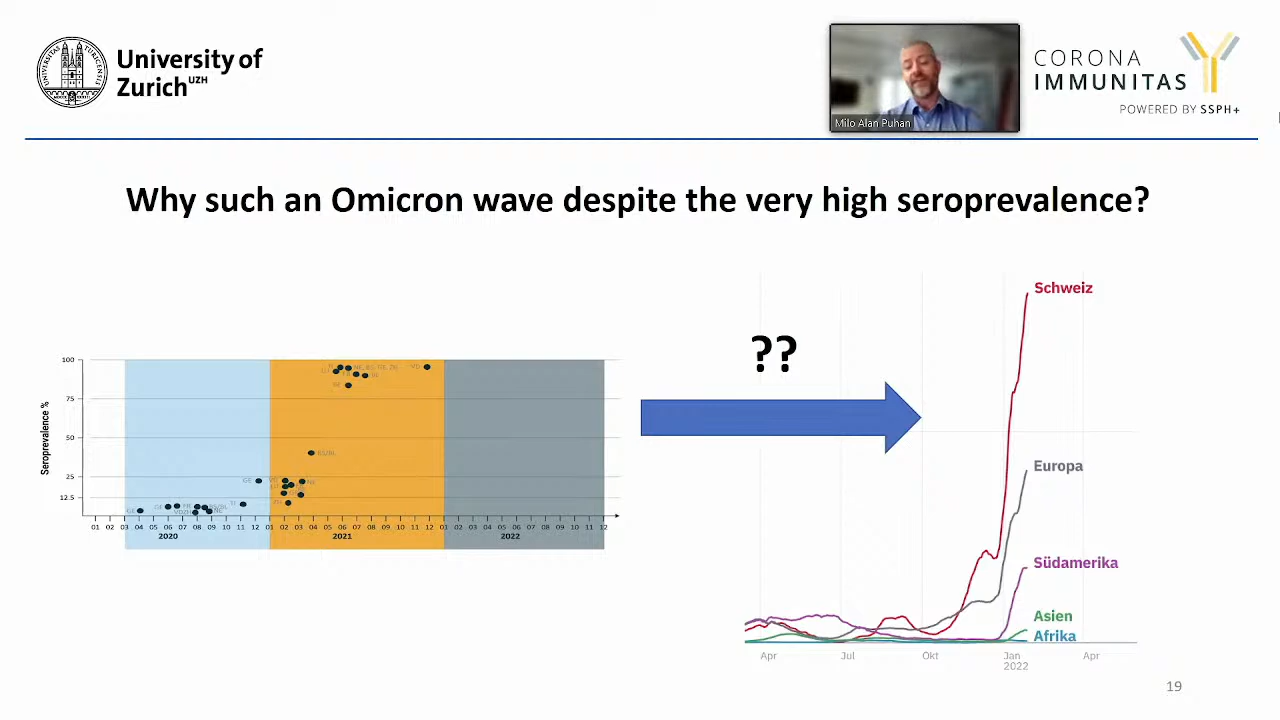 University of
Zurich UZH
Milo Alan Puhan
CORONA
IMMUNITAS
POWERED BY SSPH+
Why such an Omicron wave despite the very high seroprevalence?
Seroprevalence %
100
75
50
25
12.5
01 02 03 04 05 06 07 08 09 10 11 12 01 02 03 04 05 06 07 08 09 10 11 12 01 02 03 04 05 06 07 08 09 10 11 12
2020 2021 2022
??
Schweiz
Europa
Südamerika
Asien
Afrika
Apr Jul Okt Jan Apr
2022
19